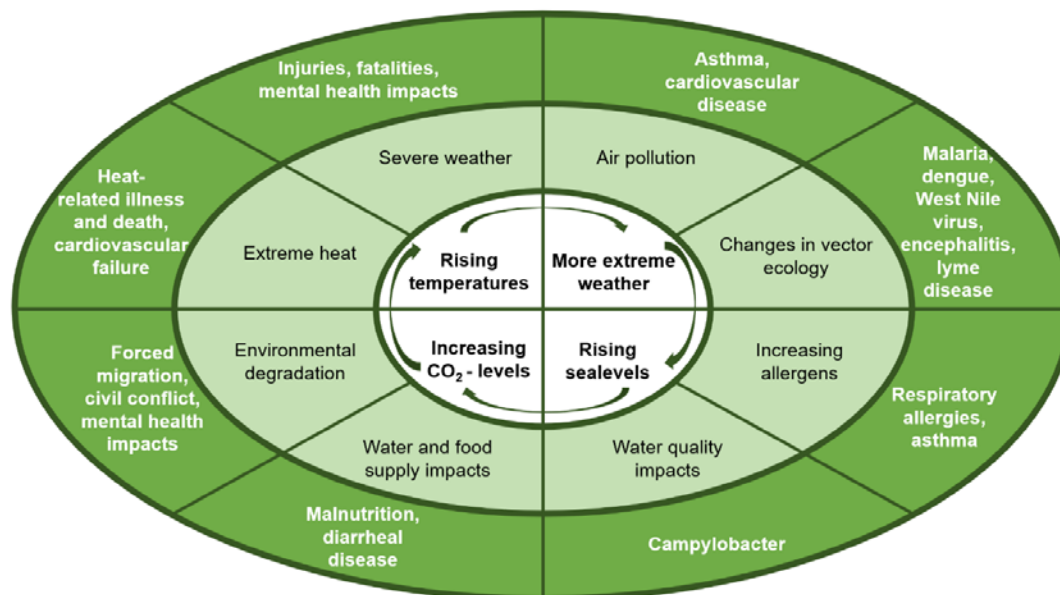 Injuries, fatalities,
mental health impacts
Asthma,
cardiovascular
disease
Severe weather
Air pollution
Heat-
related illness
and death,
cardiovascular
failure
Malaria,
dengue,
West Nile
virus,
encephalitis,
lyme
disease
Extreme heat
Changes in vector
ecology
Rising
temperatures
More extreme
weather
Increasing
CO₂ - levels
Rising
sealevels
Environmental
degradation
Increasing
allergens
Forced
migration,
civil conflict,
mental health
impacts
Respiratory
allergies,
asthma
Water and food
supply impacts
Water quality
impacts
Malnutrition,
diarrheal
disease
Campylobacter